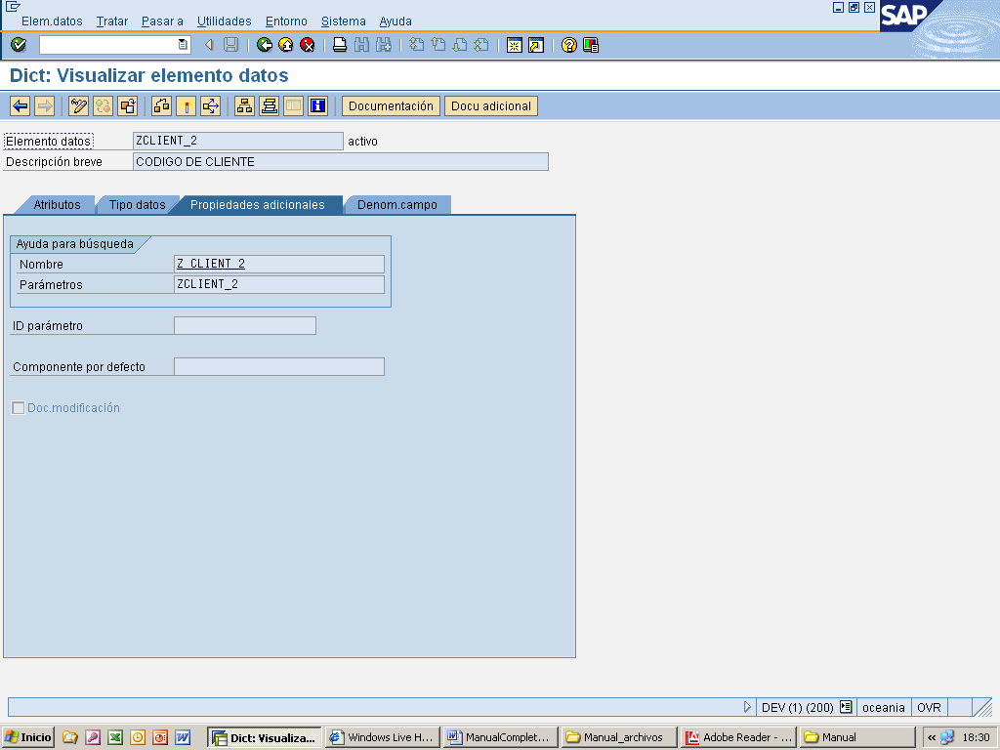 Elem.datos Tratar Pasar a Utilidades Entorno Sistema Ayuda
SAP
Dict: Visualizar elemento datos
Documentación Docu adicional
Elemento datos ZCLIENT_2 activo
Descripción breve CODIGO DE CLIENTE
Atributos Tipo datos Propiedades adicionales Denom.campo
Ayuda para búsqueda
Nombre Z_CLIENT_2
Parámetros ZCLIENT_2
ID parámetro
Componente por defecto
Doc.modificación
DEV (1) (200) oceania OVR
Inicio Dict: Visualiza... Windows Live H... ManualComplet... Manual_archivos Adobe Reader - ... Manual « 18:30